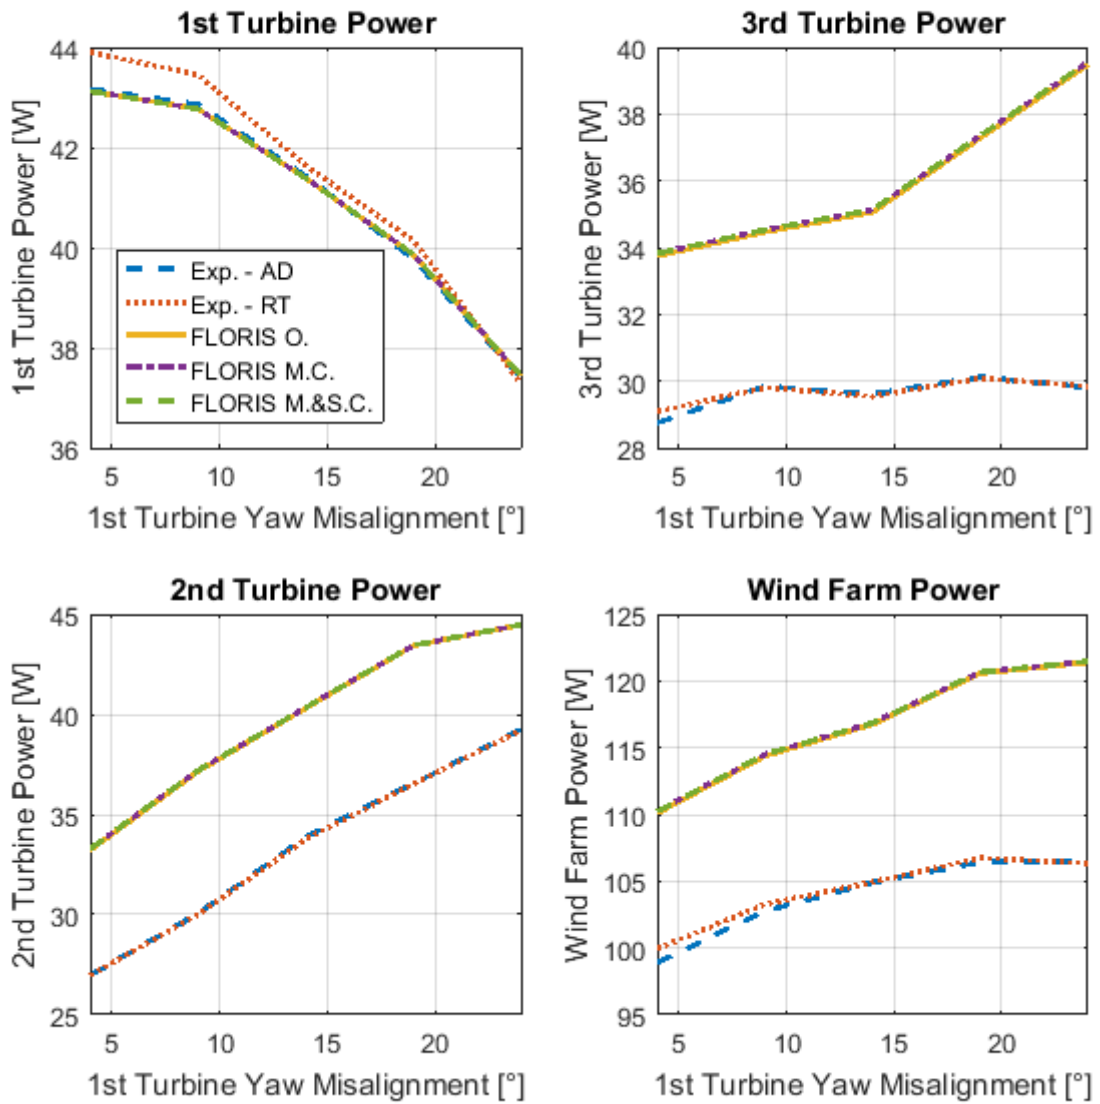 1st Turbine Power
1st Turbine Power [W]
44
42
40
38
36
Exp. - AD
Exp. - RT
FLORIS O.
FLORIS M.C.
FLORIS M.&S.C.
5 10 15 20
1st Turbine Yaw Misalignment [°]
3rd Turbine Power
3rd Turbine Power [W]
40
38
36
34
32
30
28
5 10 15 20
1st Turbine Yaw Misalignment [°]
2nd Turbine Power
2nd Turbine Power [W]
45
40
35
30
25
5 10 15 20
1st Turbine Yaw Misalignment [°]
Wind Farm Power
Wind Farm Power [W]
125
120
115
110
105
100
95
5 10 15 20
1st Turbine Yaw Misalignment [°]